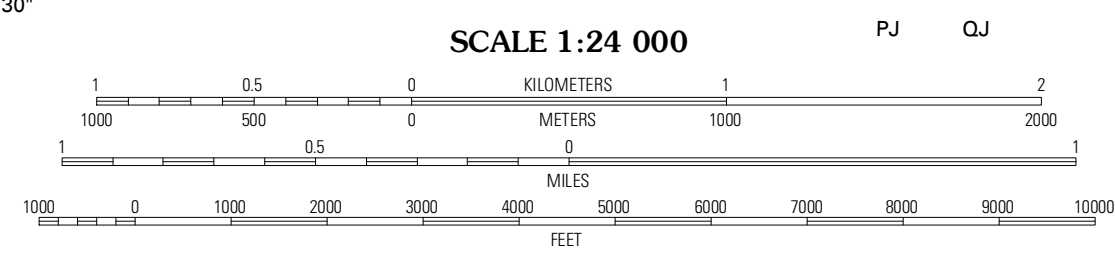 30"
SCALE 1:24 000 PJ QJ
1 0.5 0 KILOMETERS 1 2
1000 500 0 METERS 1000 2000
1 0.5 0 1
MILES
1000 0 1000 2000 3000 4000 5000 6000 7000 8000 9000 10000
FEET